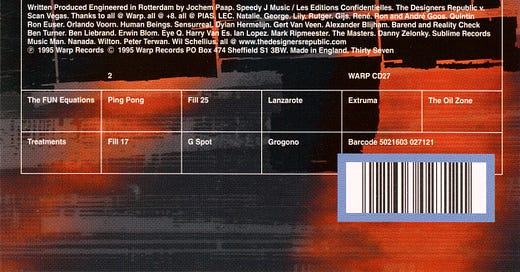 Written Produced Engineered in Rotterdam by Jochem Paap. Speedy J Music / Les Editions Confidentielles. The Designers Republic v.
Scan Vegas. Thanks to all @ Warp. all @ +8. all @ PIAS, LEC. Natalie, George. Lily. Rutger. Gijs. René. Ron and André Goos. Quintin
Ron Euser. Orlando Voorn. Human Beings. Sensurreal. Dylan Hermelijn. Gert Van Veen. Alexander Blijham. Barend and Reality Check
Ben Turner. Ben Liebrand. Erwin Blom. Eye Q. Harry Van Es. Ian Lopez. Mark Ripmeester. The Masters. Danny Zelonky. Sublime Records
Music Man. Nanada. Wilton. Peter Terwan. Wil Schellius, all @ www.thedesignersrepublic.com
℗ 1995 Warp Records © 1995 Warp Records PO Box 474 Sheffield S1 3BW. Made in England. Thirty Seven
2 WARP CD27
The FUN Equations Ping Pong Fill 25 Lanzarote Extruma The Oil Zone
Treatments Fill 17 G Spot Grogono Barcode 5021603 027121